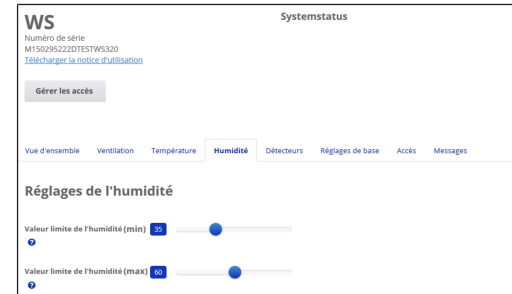 WS
Systemstatus
Numéro de série
M150295222DTESTWS320
Télécharger la notice d'utilisation
Gérer les accès
Vue d'ensemble Ventilation Température Humidité Détecteurs Réglages de base Accès Messages
Réglages de l'humidité
Valeur limite de l'humidité (min) 35
?
Valeur limite de l'humidité (max) 60
?